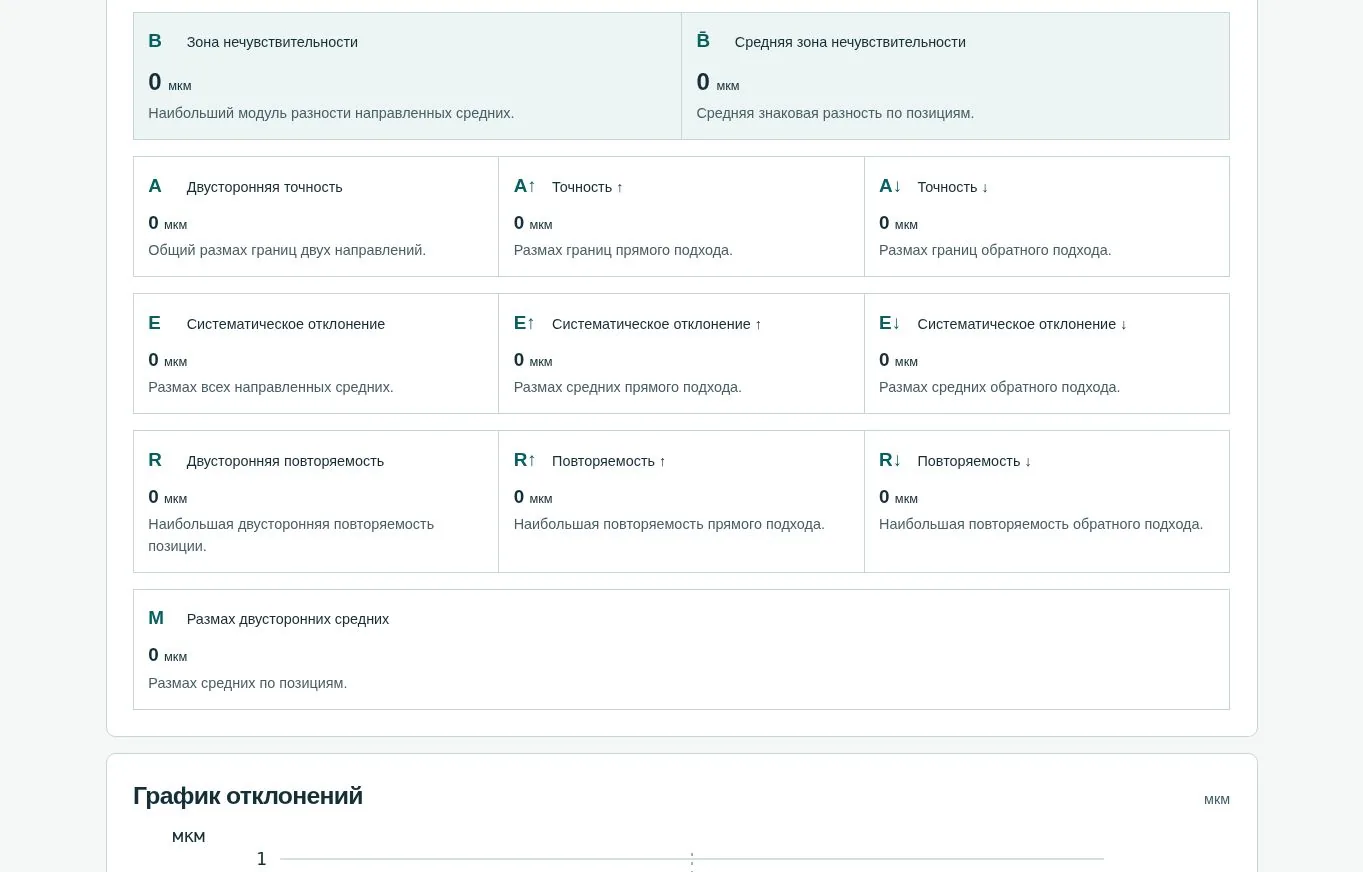 B Зона нечувствительности
0 мкм
Наибольший модуль разности направленных средних.
B̄ Средняя зона нечувствительности
0 мкм
Средняя знаковая разность по позициям.
A Двусторонняя точность
0 мкм
Общий размах границ двух направлений.
A↑ Точность ↑
0 мкм
Размах границ прямого подхода.
A↓ Точность ↓
0 мкм
Размах границ обратного подхода.
E Систематическое отклонение
0 мкм
Размах всех направленных средних.
E↑ Систематическое отклонение ↑
0 мкм
Размах средних прямого подхода.
E↓ Систематическое отклонение ↓
0 мкм
Размах средних обратного подхода.
R Двусторонняя повторяемость
0 мкм
Наибольшая двусторонняя повторяемость
позиции.
R↑ Повторяемость ↑
0 мкм
Наибольшая повторяемость прямого подхода.
R↓ Повторяемость ↓
0 мкм
Наибольшая повторяемость обратного подхода.
M Размах двусторонних средних
0 мкм
Размах средних по позициям.
График отклонений
мкм
мкм
1